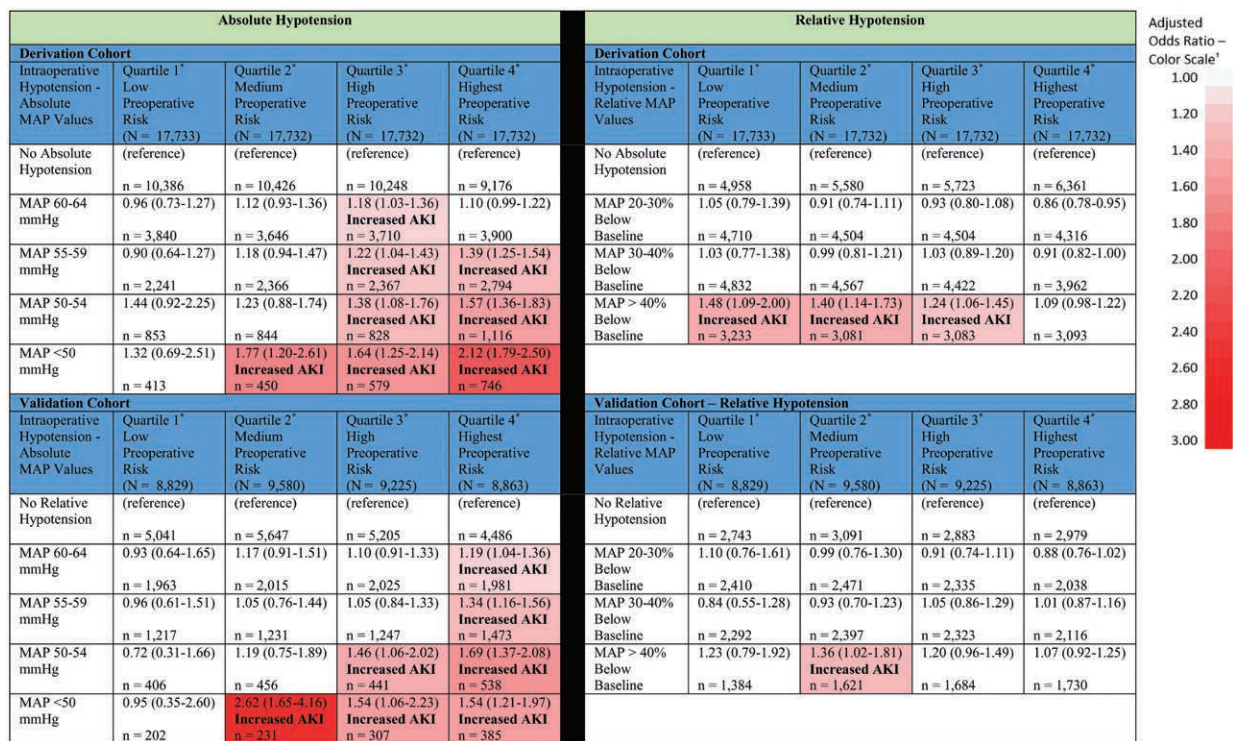 Absolute Hypotension
Derivation Cohort
Intraoperative Hypotension - Absolute MAP Values
Quartile 1* Low Preoperative Risk (N = 17,733)
Quartile 2* Medium Preoperative Risk (N = 17,732)
Quartile 3* High Preoperative Risk (N = 17,732)
Quartile 4* Highest Preoperative Risk (N = 17,732)
No Absolute Hypotension
(reference) n = 10,386
(reference) n = 10,426
(reference) n = 10,248
(reference) n = 9,176
MAP 60-64 mmHg
0.96 (0.73-1.27) n = 3,840
1.12 (0.93-1.36) n = 3,646
1.18 (1.03-1.36) Increased AKI n = 3,710
1.10 (0.99-1.22) n = 3,900
MAP 55-59 mmHg
0.90 (0.64-1.27) n = 2,241
1.18 (0.94-1.47) n = 2,366
1.22 (1.04-1.43) Increased AKI n = 2,367
1.39 (1.25-1.54) Increased AKI n = 2,794
MAP 50-54 mmHg
1.44 (0.92-2.25) n = 853
1.23 (0.88-1.74) n = 844
1.38 (1.08-1.76) Increased AKI n = 828
1.57 (1.36-1.83) Increased AKI n = 1,116
MAP <50 mmHg
1.32 (0.69-2.51) n = 413
1.77 (1.20-2.61) Increased AKI n = 450
1.64 (1.25-2.14) Increased AKI n = 579
2.12 (1.79-2.50) Increased AKI n = 746
Validation Cohort
Intraoperative Hypotension - Absolute MAP Values
Quartile 1* Low Preoperative Risk (N = 8,829)
Quartile 2* Medium Preoperative Risk (N = 9,580)
Quartile 3* High Preoperative Risk (N = 9,225)
Quartile 4* Highest Preoperative Risk (N = 8,863)
No Relative Hypotension
(reference) n = 5,041
(reference) n = 5,647
(reference) n = 5,205
(reference) n = 4,486
MAP 60-64 mmHg
0.93 (0.64-1.65) n = 1,963
1.17 (0.91-1.51) n = 2,015
1.10 (0.91-1.33) n = 2,025
1.19 (1.04-1.36) Increased AKI n = 1,981
MAP 55-59 mmHg
0.96 (0.61-1.51) n = 1,217
1.05 (0.76-1.44) n = 1,231
1.05 (0.84-1.33) n = 1,247
1.34 (1.16-1.56) Increased AKI n = 1,473
MAP 50-54 mmHg
0.72 (0.31-1.66) n = 406
1.19 (0.75-1.89) n = 456
1.46 (1.06-2.02) Increased AKI n = 441
1.69 (1.37-2.08) Increased AKI n = 538
MAP <50 mmHg
0.95 (0.35-2.60) n = 202
2.62 (1.65-4.16) Increased AKI n = 231
1.54 (1.06-2.23) Increased AKI n = 307
1.54 (1.21-1.97) Increased AKI n = 385
Relative Hypotension
Derivation Cohort
Intraoperative Hypotension - Relative MAP Values
Quartile 1* Low Preoperative Risk (N = 17,733)
Quartile 2* Medium Preoperative Risk (N = 17,732)
Quartile 3* High Preoperative Risk (N = 17,732)
Quartile 4* Highest Preoperative Risk (N = 17,732)
No Absolute Hypotension
(reference) n = 4,958
(reference) n = 5,580
(reference) n = 5,723
(reference) n = 6,361
MAP 20-30% Below Baseline
1.05 (0.79-1.39) n = 4,710
0.91 (0.74-1.11) n = 4,504
0.93 (0.80-1.08) n = 4,504
0.86 (0.78-0.95) n = 4,316
MAP 30-40% Below Baseline
1.03 (0.77-1.38) n = 4,832
0.99 (0.81-1.21) n = 4,567
1.03 (0.89-1.20) n = 4,422
0.91 (0.82-1.00) n = 3,962
MAP > 40% Below Baseline
1.48 (1.09-2.00) Increased AKI n = 3,233
1.40 (1.14-1.73) Increased AKI n = 3,081
1.24 (1.06-1.45) Increased AKI n = 3,083
1.09 (0.98-1.22) n = 3,093
Validation Cohort – Relative Hypotension
Intraoperative Hypotension - Relative MAP Values
Quartile 1* Low Preoperative Risk (N = 8,829)
Quartile 2* Medium Preoperative Risk (N = 9,580)
Quartile 3* High Preoperative Risk (N = 9,225)
Quartile 4* Highest Preoperative Risk (N = 8,863)
No Relative Hypotension
(reference) n = 2,743
(reference) n = 3,091
(reference) n = 2,883
(reference) n = 2,979
MAP 20-30% Below Baseline
1.10 (0.76-1.61) n = 2,410
0.99 (0.76-1.30) n = 2,471
0.91 (0.74-1.11) n = 2,335
0.88 (0.76-1.02) n = 2,038
MAP 30-40% Below Baseline
0.84 (0.55-1.28) n = 2,292
0.93 (0.70-1.23) n = 2,397
1.05 (0.86-1.29) n = 2,323
1.01 (0.87-1.16) n = 2,116
MAP > 40% Below Baseline
1.23 (0.79-1.92) n = 1,384
1.36 (1.02-1.81) Increased AKI n = 1,621
1.20 (0.96-1.49) n = 1,684
1.07 (0.92-1.25) n = 1,730
Adjusted
Odds Ratio –
Color Scale†
1.00
1.20
1.40
1.60
1.80
2.00
2.20
2.40
2.60
2.80
3.00